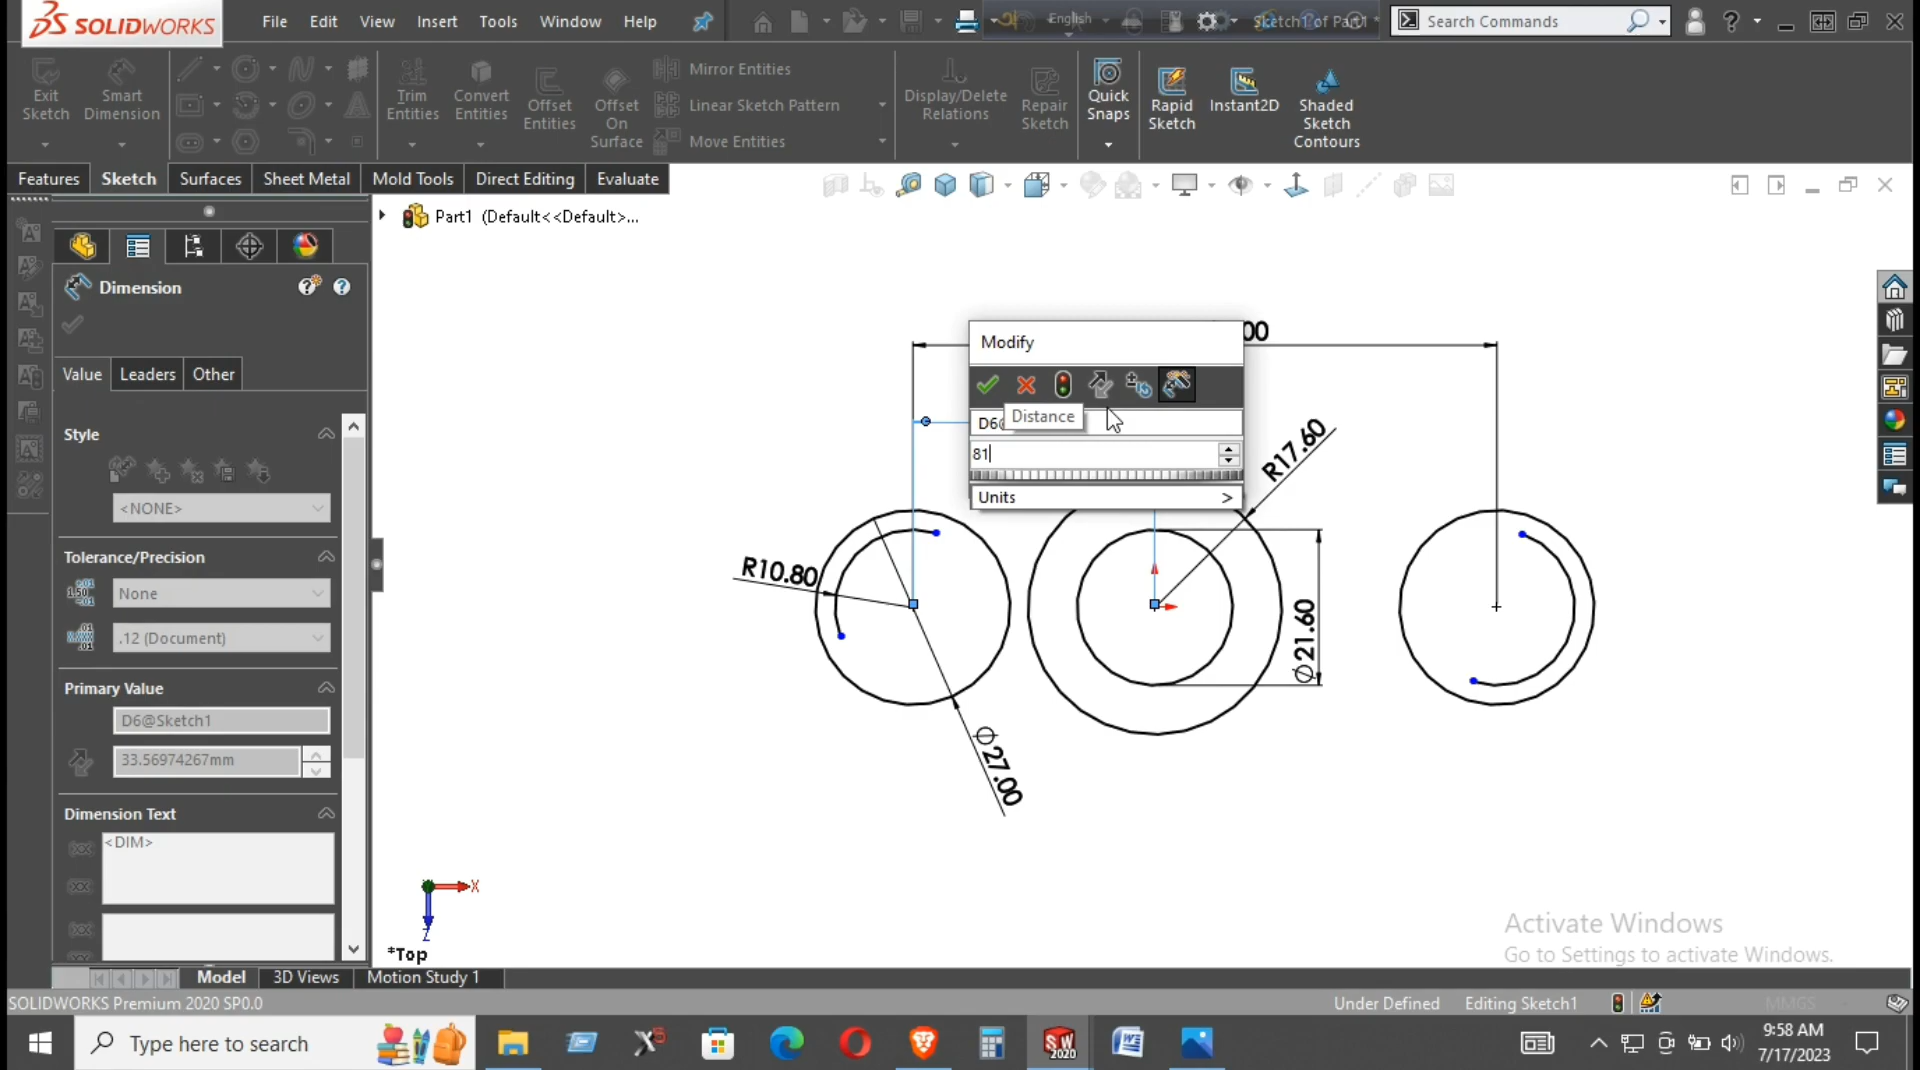 SOLIDWORKS
File Edit View Insert Tools Window Help
English
Sketch1 of Part1 *
Search Commands
Exit Sketch
Smart Dimension
Trim Entities
Convert Entities
Offset Entities
Offset On Surface
Mirror Entities
Linear Sketch Pattern
Move Entities
Display/Delete Relations
Repair Sketch
Quick Snaps
Rapid Sketch
Instant2D
Shaded Sketch Contours
Features Sketch Surfaces Sheet Metal Mold Tools Direct Editing Evaluate
Part1 (Default<<Default>...
Dimension
Value Leaders Other
Style
<NONE>
Tolerance/Precision
None
.12 (Document)
Primary Value
D6@Sketch1
33.56974267mm
Dimension Text
<DIM>
Modify
Distance
81
Units >
R17.60
R10.80
∅21.60
∅27.00
X
Z
*Top
Activate Windows
Go to Settings to activate Windows.
Model 3D Views Motion Study 1
SOLIDWORKS Premium 2020 SP0.0
Under Defined Editing Sketch1 MMGS
Type here to search
SW 2020
9:58 AM
7/17/2023